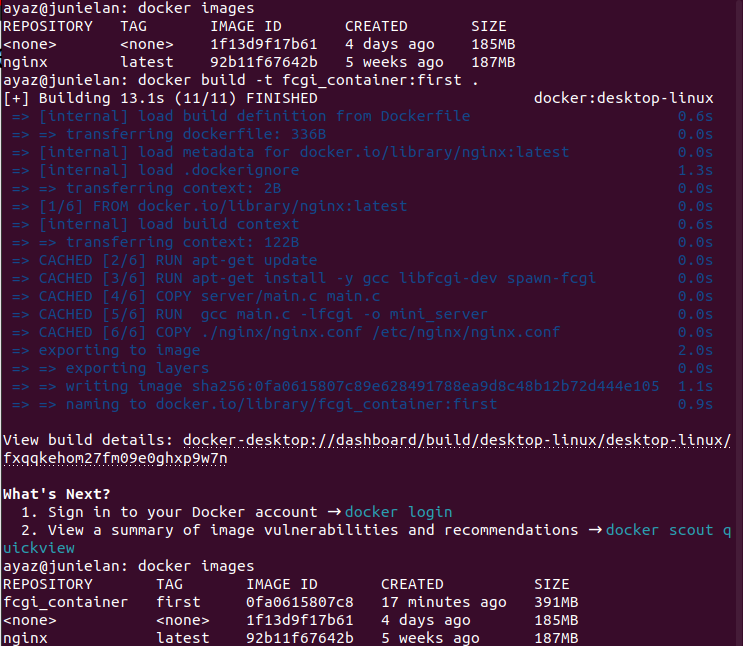 ayaz@junielan: docker images
REPOSITORY   TAG       IMAGE ID       CREATED       SIZE
<none>       <none>    1f13d9f17b61   4 days ago    185MB
nginx        latest    92b11f67642b   5 weeks ago   187MB
ayaz@junielan: docker build -t fcgi_container:first .
[+] Building 13.1s (11/11) FINISHED                        docker:desktop-linux
 => [internal] load build definition from Dockerfile                       0.6s
 => => transferring dockerfile: 336B                                       0.0s
 => [internal] load metadata for docker.io/library/nginx:latest            0.0s
 => [internal] load .dockerignore                                          1.3s
 => => transferring context: 2B                                            0.0s
 => [1/6] FROM docker.io/library/nginx:latest                              0.0s
 => [internal] load build context                                          0.6s
 => => transferring context: 122B                                          0.0s
 => CACHED [2/6] RUN apt-get update                                        0.0s
 => CACHED [3/6] RUN apt-get install -y gcc libfcgi-dev spawn-fcgi         0.0s
 => CACHED [4/6] COPY server/main.c main.c                                 0.0s
 => CACHED [5/6] RUN  gcc main.c -lfcgi -o mini_server                     0.0s
 => CACHED [6/6] COPY ./nginx/nginx.conf /etc/nginx/nginx.conf             0.0s
 => exporting to image                                                     2.0s
 => => exporting layers                                                    0.0s
 => => writing image sha256:0fa0615807c89e628491788ea9d8c48b12b72d444e105  1.1s
 => => naming to docker.io/library/fcgi_container:first                    0.9s
View build details: docker-desktop://dashboard/build/desktop-linux/desktop-linux/
fxqqkehom27fm09e0ghxp9w7n
What's Next?
  1. Sign in to your Docker account → docker login
  2. View a summary of image vulnerabilities and recommendations → docker scout q
uickview
ayaz@junielan: docker images
REPOSITORY       TAG       IMAGE ID       CREATED          SIZE
fcgi_container   first     0fa0615807c8   17 minutes ago   391MB
<none>           <none>    1f13d9f17b61   4 days ago       185MB
nginx            latest    92b11f67642b   5 weeks ago      187MB